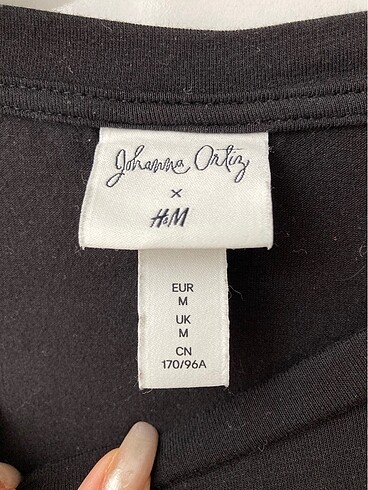 Johanna Ortiz
×
H&M
EUR
M
UK
M
CN
170/96A